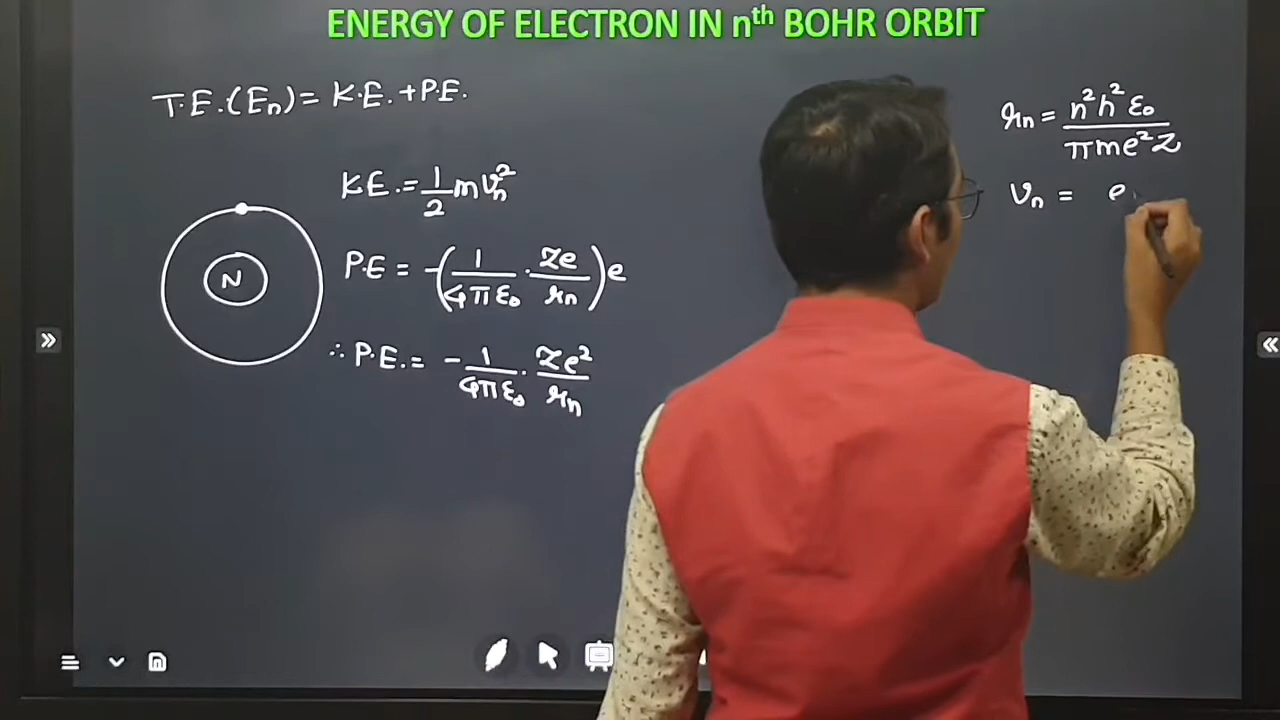 ENERGY OF ELECTRON IN nᵗʰ BOHR ORBIT
T.E.(Eₙ) = K.E. + P.E.
K.E. = 1/2 mvₙ²
P.E = -(1/4πε₀ · Ze/rₙ)e
∴ P.E. = - 1/4πε₀ · Ze²/rₙ
N
rₙ = n²h²ε₀/πme²Z
vₙ = e